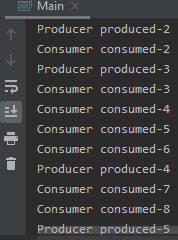 Main
Producer produced-2
Consumer consumed-2
Producer produced-3
Consumer consumed-3
Consumer consumed-4
Consumer consumed-5
Consumer consumed-6
Producer produced-4
Consumer consumed-7
Consumer consumed-8
Producer produced-5